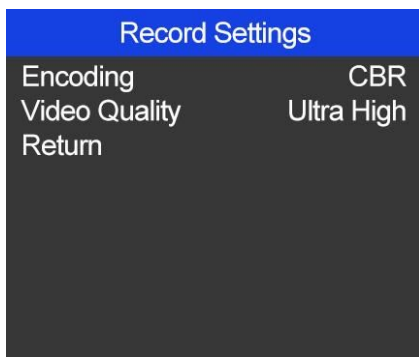 Record Settings
Encoding CBR
Video Quality Ultra High
Return